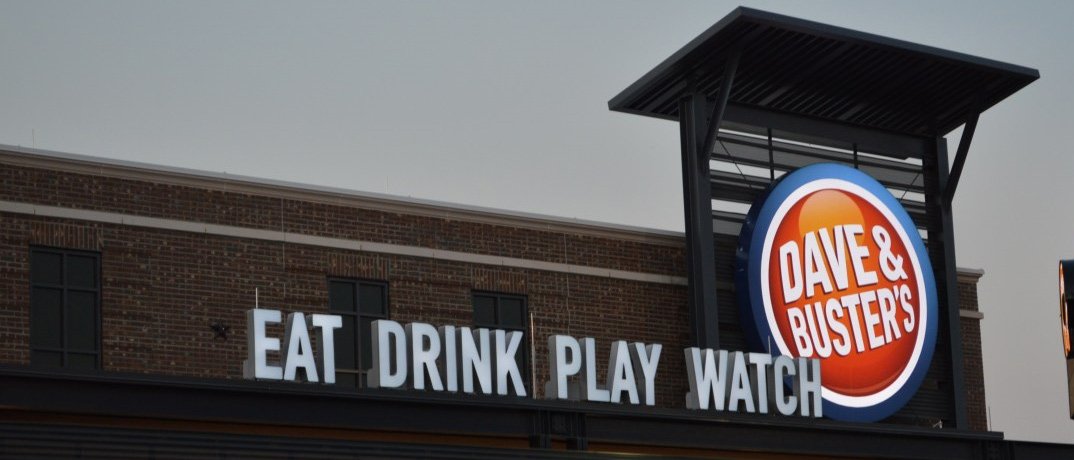 DAVE &
BUSTER'S
EAT DRINK PLAY WATCH